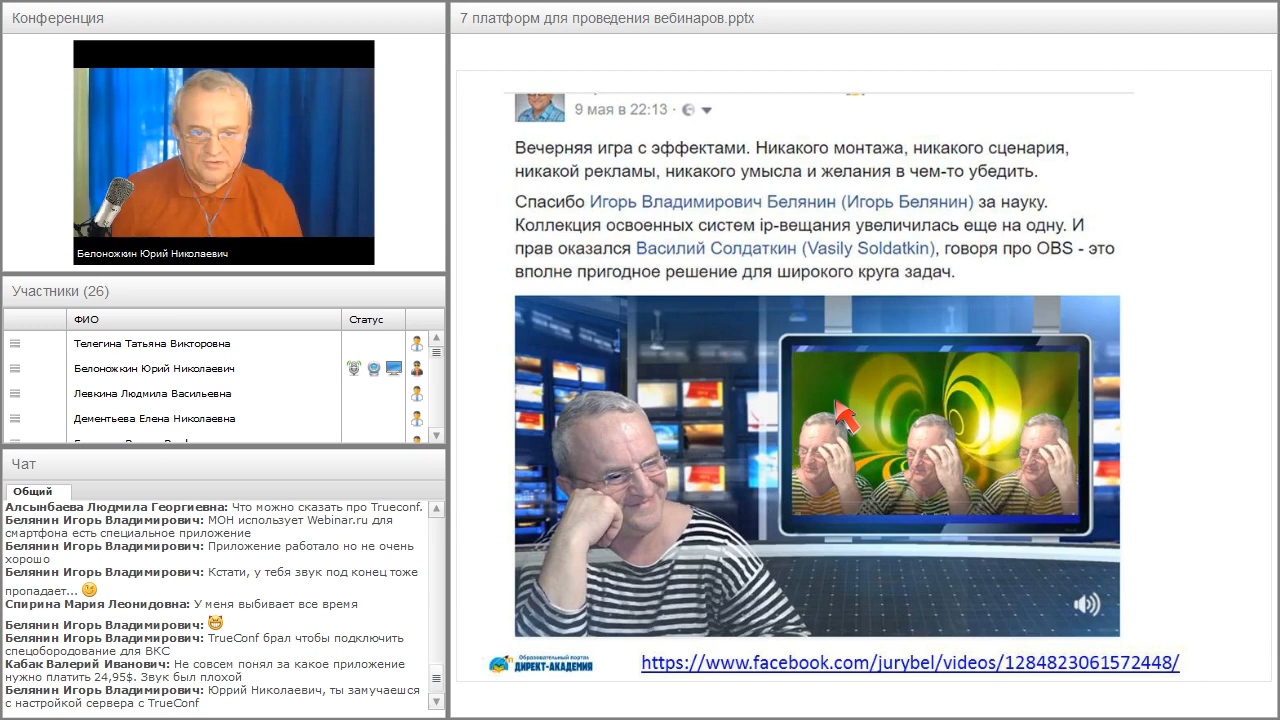 Конференция
Белоножкин Юрий Николаевич
Участники (26)
ФИО
Статус
Телегина Татьяна Викторовна
Белоножкин Юрий Николаевич
Левкина Людмила Васильевна
Дементьева Елена Николаевна
Чат
Общий
Алсынбаева Людмила Георгиевна: Что можно сказать про Trueconf.
Белянин Игорь Владимирович: МОН использует Webinar.ru для
смартфона есть специальное приложение
Белянин Игорь Владимирович: Приложение работало но не очень
хорошо
Белянин Игорь Владимирович: Кстати, у тебя звук под конец тоже
пропадает...
Спирина Мария Леонидовна: У меня выбивает все время
Белянин Игорь Владимирович:
Белянин Игорь Владимирович: TrueConf брал чтобы подключить
спецобородование для ВКС
Кабак Валерий Иванович: Не совсем понятно какое приложение
нужно платить 24,95$. Звук был плохой
Белянин Игорь Владимирович: Юррий Николаевич, ты замучаешся
с настройкой сервера с TrueConf
7 платформ для проведения вебинаров.pptx
9 мая в 22:13 ·
Вечерняя игра с эффектами. Никакого монтажа, никакого сценария,
никакой рекламы, никакого умысла и желания в чем-то убедить.
Спасибо Игорь Владимирович Белянин (Игорь Белянин) за науку.
Коллекция освоенных систем ip-вещания увеличилась еще на одну. И
прав оказался Василий Солдаткин (Vasily Soldatkin), говоря про OBS - это
вполне пригодное решение для широкого круга задач.
Образовательный портал
ДИРЕКТ-АКАДЕМИЯ
https://www.facebook.com/jurybel/videos/1284823061572448/